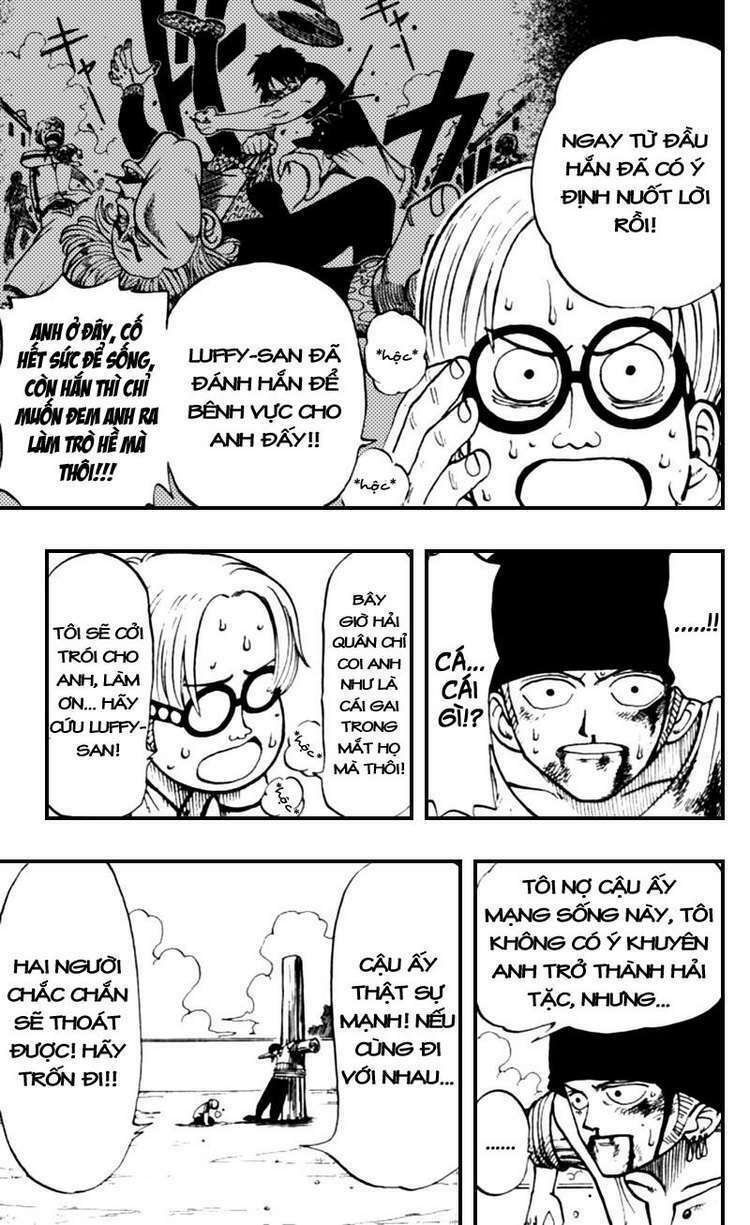 NGAY TỪ ĐẦU
HẮN ĐÃ CÓ Ý
ĐỊNH NUỐT LỜI
RỒI!
LUFFY-SAN ĐÃ
ĐÁNH HẮN ĐỂ
BÊNH VỰC CHO
ANH ĐẤY!!
ANH Ở ĐÂY, CỐ
HẾT SỨC ĐỂ SỐNG,
CÒN HẮN THÌ CHỈ
MUỐN ĐEM ANH RA
LÀM TRÒ HỀ MÀ
THÔI!!!
*hộc*
*hộc*
.....!!
CÁ...
CÁI
GÌ!?
BÂY
GIỜ HẢI
QUÂN CHỈ
COI ANH
NHƯ LÀ
CÁI GAI
TRONG
MẮT HỌ
MÀ THÔI!
TÔI SẼ CỞI
TRÓI CHO
ANH, LÀM
ƠN... HÃY
CỨU LUFFY-
SAN!
*hộc*
*hộc*
TÔI NỢ CẬU ẤY
MẠNG SỐNG NÀY, TÔI
KHÔNG CÓ Ý KHUYÊN
ANH TRỞ THÀNH HẢI
TẶC, NHƯNG...
......
CẬU ẤY
THẬT SỰ
MẠNH! NẾU
CÙNG ĐI
VỚI NHAU...
HAI NGƯỜI
CHẮC CHẮN
SẼ THOÁT
ĐƯỢC! HÃY
TRỐN ĐI!!